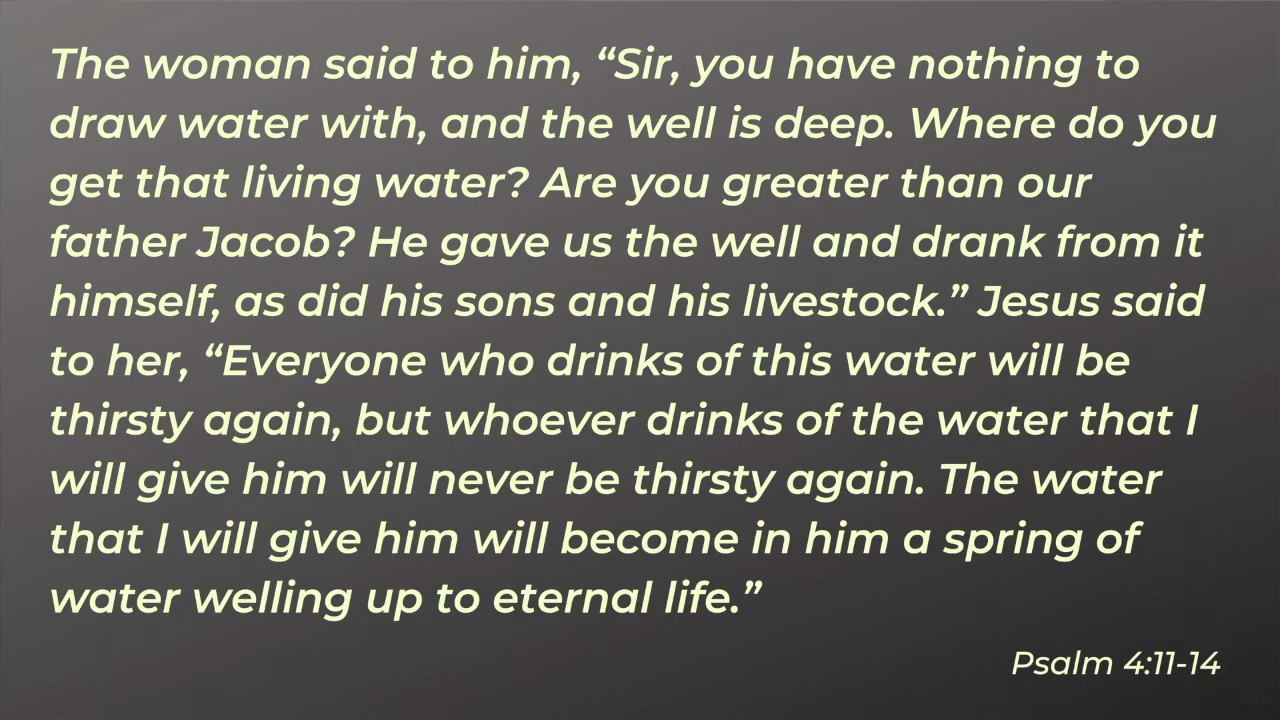 The woman said to him, “Sir, you have nothing to
draw water with, and the well is deep. Where do you
get that living water? Are you greater than our
father Jacob? He gave us the well and drank from it
himself, as did his sons and his livestock.” Jesus said
to her, “Everyone who drinks of this water will be
thirsty again, but whoever drinks of the water that I
will give him will never be thirsty again. The water
that I will give him will become in him a spring of
water welling up to eternal life.”
Psalm 4:11-14